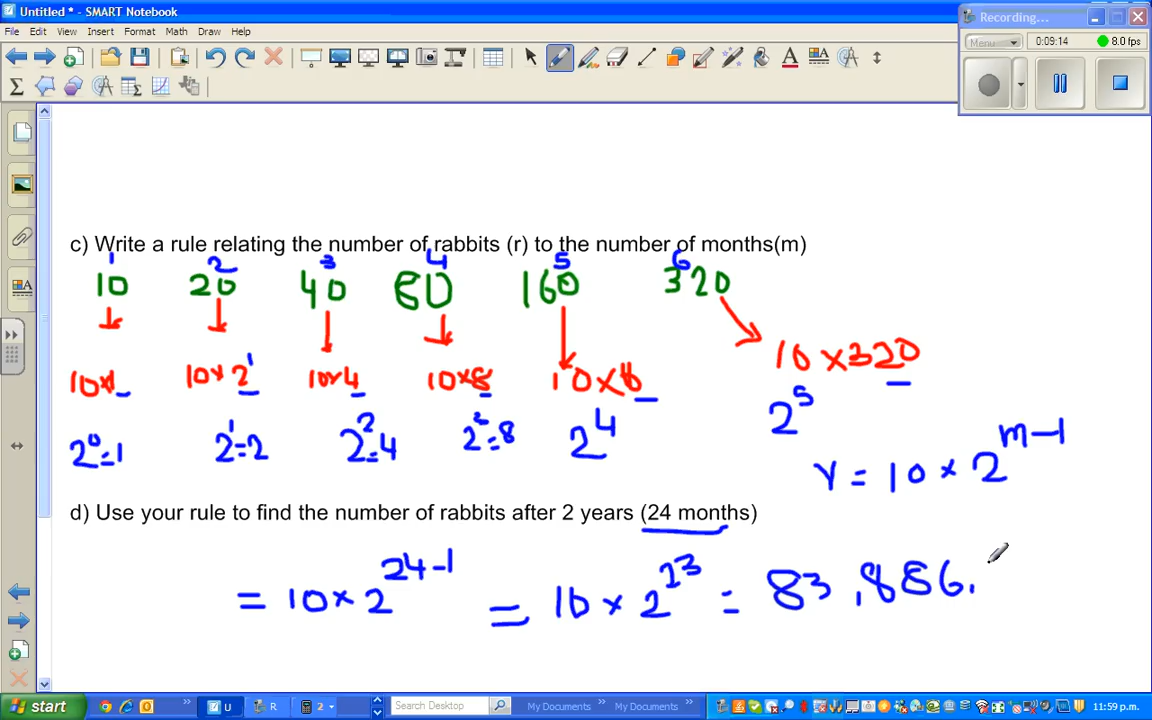 Untitled * - SMART Notebook
File Edit View Insert Format Math Draw Help
Recording...
Menu 0:09:14 8.0 fps
c) Write a rule relating the number of rabbits (r) to the number of months(m)
1 2 3 4 5 6
10 20 40 80 160 320
10×1 10×2¹ 10×4 10×8 10×16 10×320
2⁰=1 2¹=2 2²=4 2³=8 2⁴ 2⁵
r = 10 × 2^(m-1)
d) Use your rule to find the number of rabbits after 2 years (24 months)
= 10 × 2^(24-1) = 10 × 2^23 = 83,886.
start U R 2 Search Desktop My Documents My Documents 11:59 p.m.